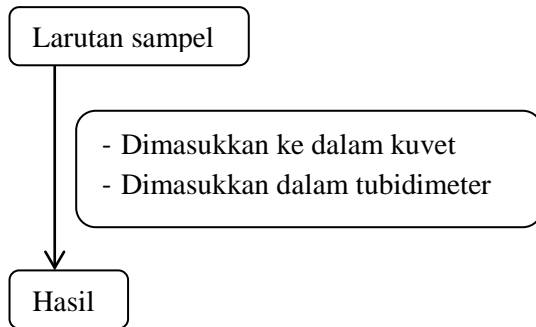 Larutan sampel
- Dimasukkan ke dalam kuvet
- Dimasukkan dalam tubidimeter
Hasil